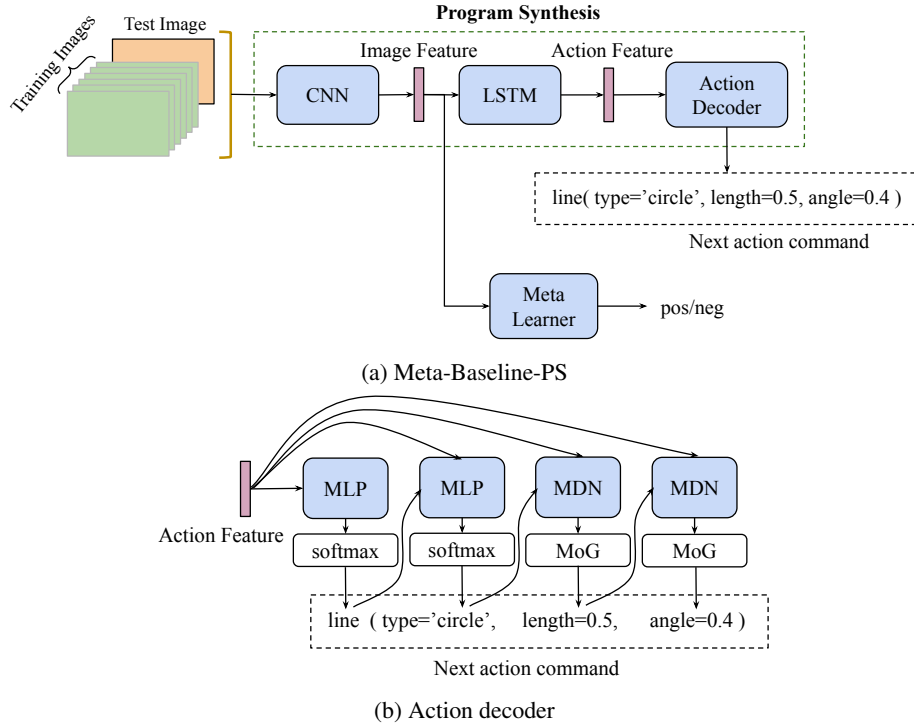 Program Synthesis
Test Image
Training Images
Image Feature
Action Feature
CNN
LSTM
Action
Decoder
line( type=’circle’, length=0.5, angle=0.4 )
Next action command
Meta
Learner
pos/neg
(a) Meta-Baseline-PS
MLP
MLP
MDN
MDN
Action Feature
softmax
softmax
MoG
MoG
line ( type=’circle’, length=0.5, angle=0.4 )
Next action command
(b) Action decoder